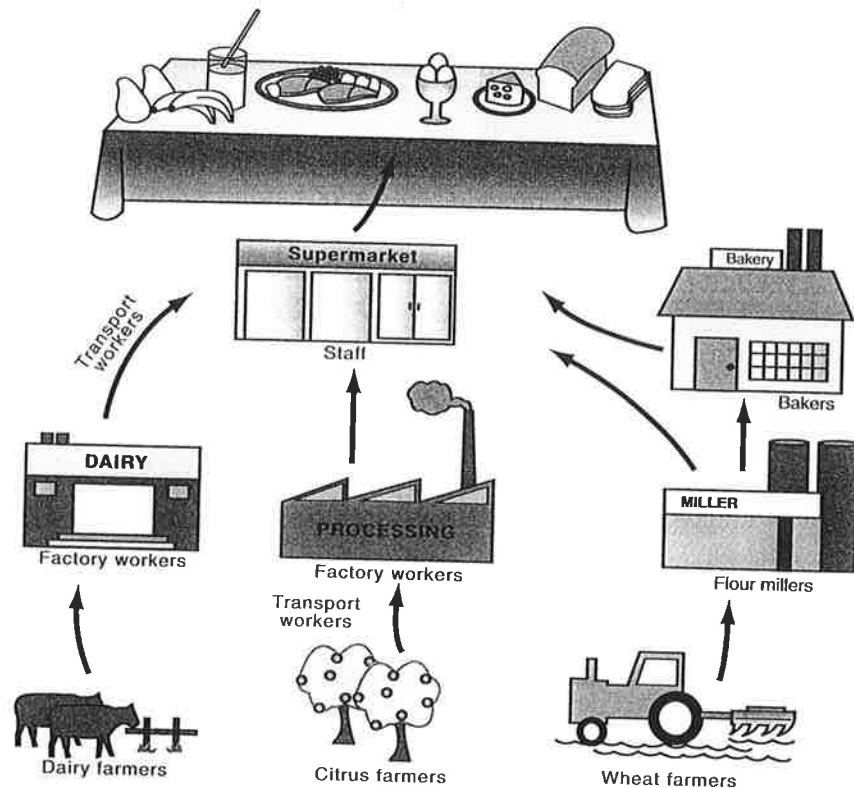 Supermarket
Staff
Bakery
Bakers
Transport
workers
DAIRY
Factory workers
PROCESSING
Factory workers
MILLER
Flour millers
Transport
workers
Dairy farmers
Citrus farmers
Wheat farmers